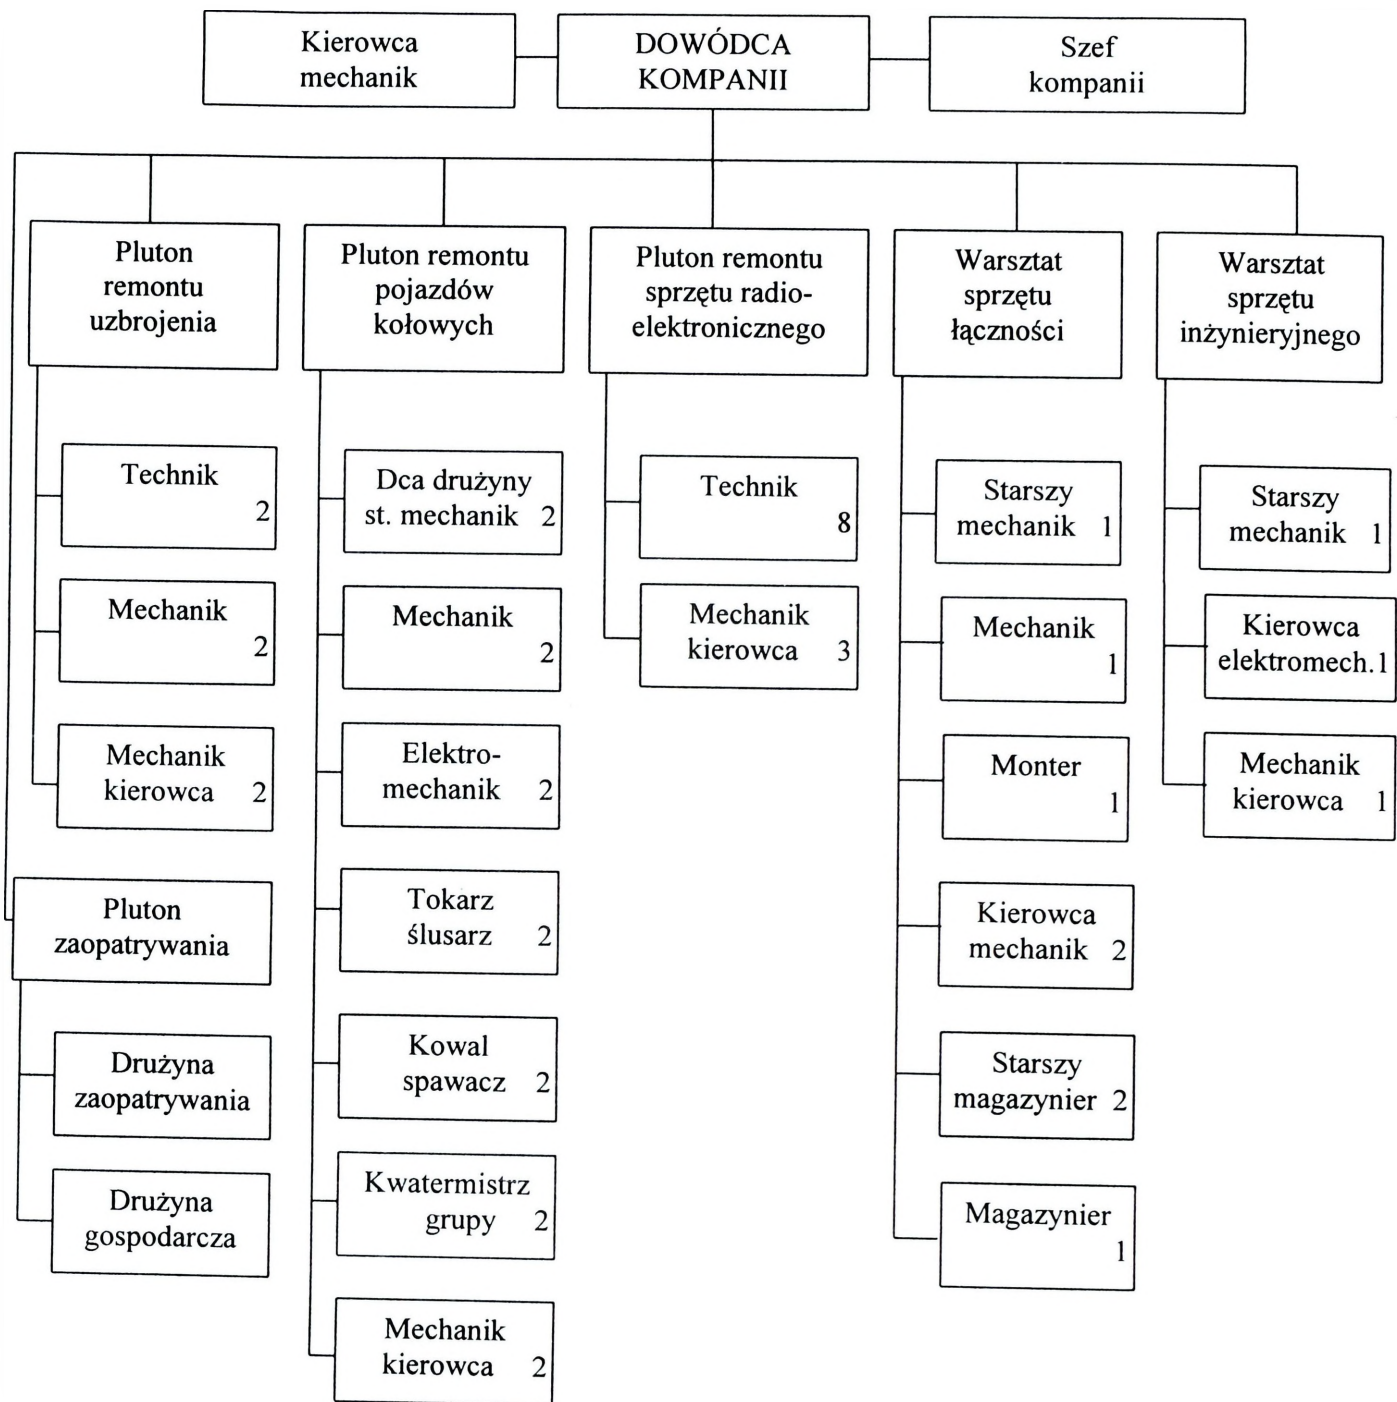 Kierowca
mechanik
DOWÓDCA
KOMPANII
Szef
kompanii
Pluton
remontu
uzbrojenia
Pluton remontu
pojazdów
kołowych
Pluton remontu
sprzętu radio-
elektronicznego
Warsztat
sprzętu
łączności
Warsztat
sprzętu
inżynieryjnego
Technik
2
Mechanik
2
Mechanik
kierowca 2
Pluton
zaopatrywania
Drużyna
zaopatrywania
Drużyna
gospodarcza
Dca drużyny
st. mechanik 2
Mechanik
2
Elektro-
mechanik 2
Tokarz
ślusarz 2
Kowal
spawacz 2
Kwatermistrz
grupy 2
Mechanik
kierowca 2
Technik
8
Mechanik
kierowca 3
Starszy
mechanik 1
Mechanik
1
Monter
1
Kierowca
mechanik 2
Starszy
magazynier 2
Magazynier
1
Starszy
mechanik 1
Kierowca
elektromech. 1
Mechanik
kierowca 1